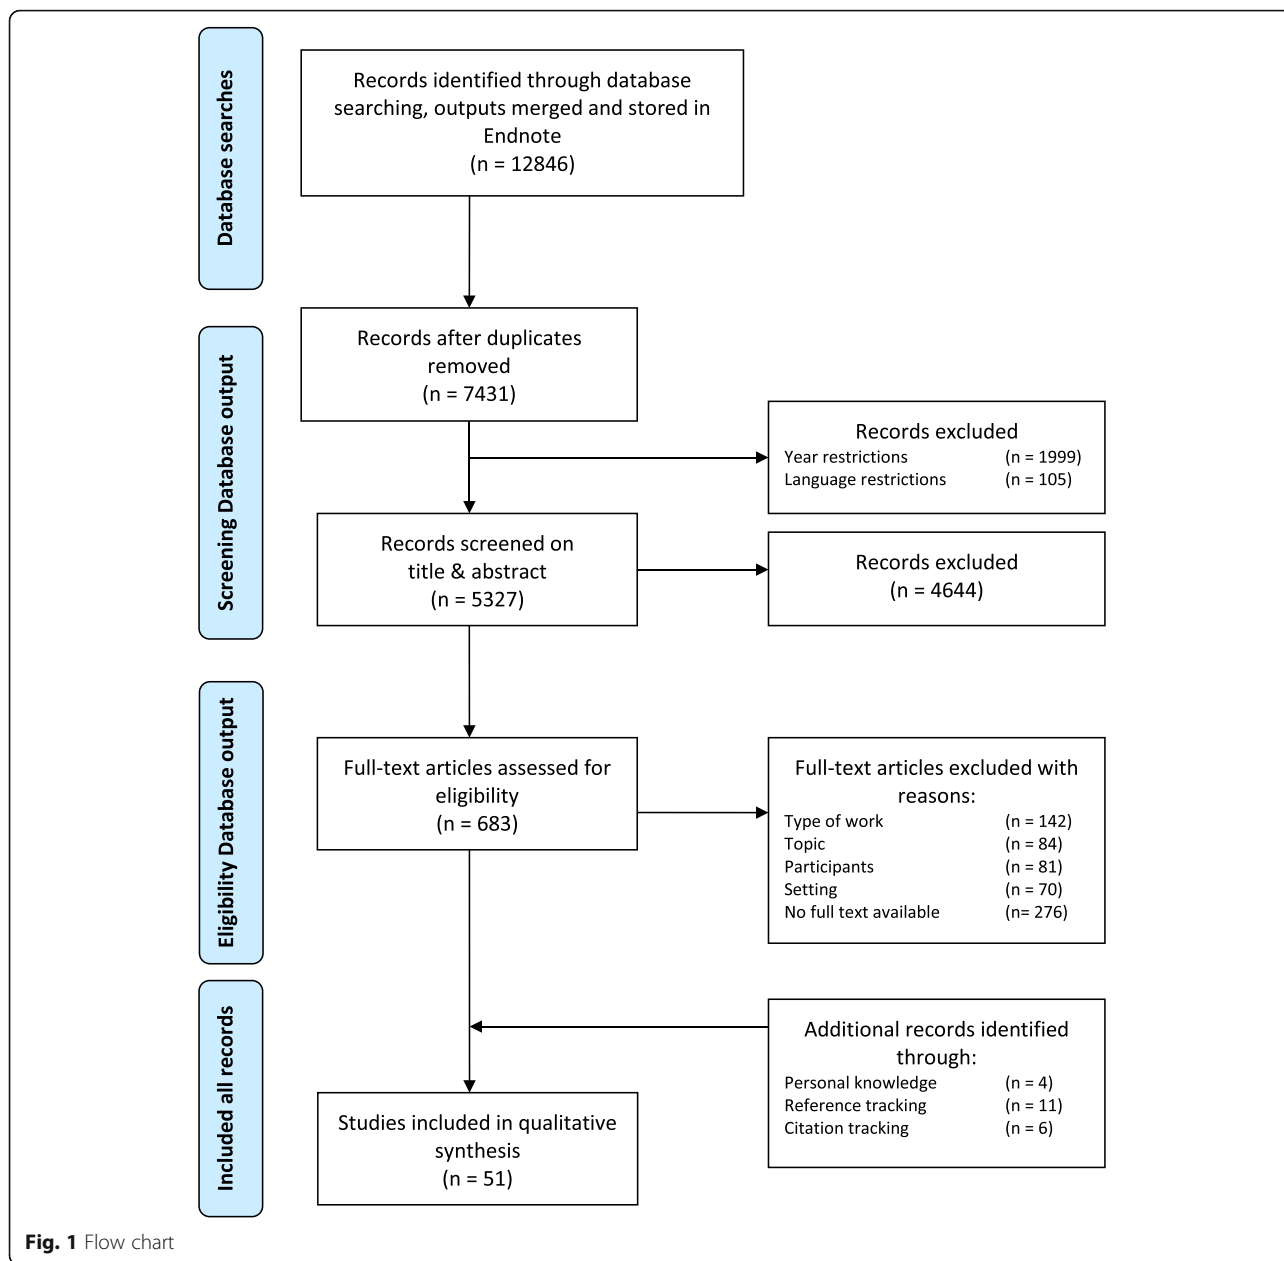 Database searches
Records identified through database
searching, outputs merged and stored in
Endnote
(n = 12846)
Screening Database output
Records after duplicates
removed
(n = 7431)
Records excluded
Year restrictions (n = 1999)
Language restrictions (n = 105)
Records screened on
title & abstract
(n = 5327)
Records excluded
(n = 4644)
Eligibility Database output
Full-text articles assessed for
eligibility
(n = 683)
Full-text articles excluded with
reasons:
Type of work (n = 142)
Topic (n = 84)
Participants (n = 81)
Setting (n = 70)
No full text available (n= 276)
Included all records
Additional records identified
through:
Personal knowledge (n = 4)
Reference tracking (n = 11)
Citation tracking (n = 6)
Studies included in qualitative
synthesis
(n = 51)
Fig. 1 Flow chart